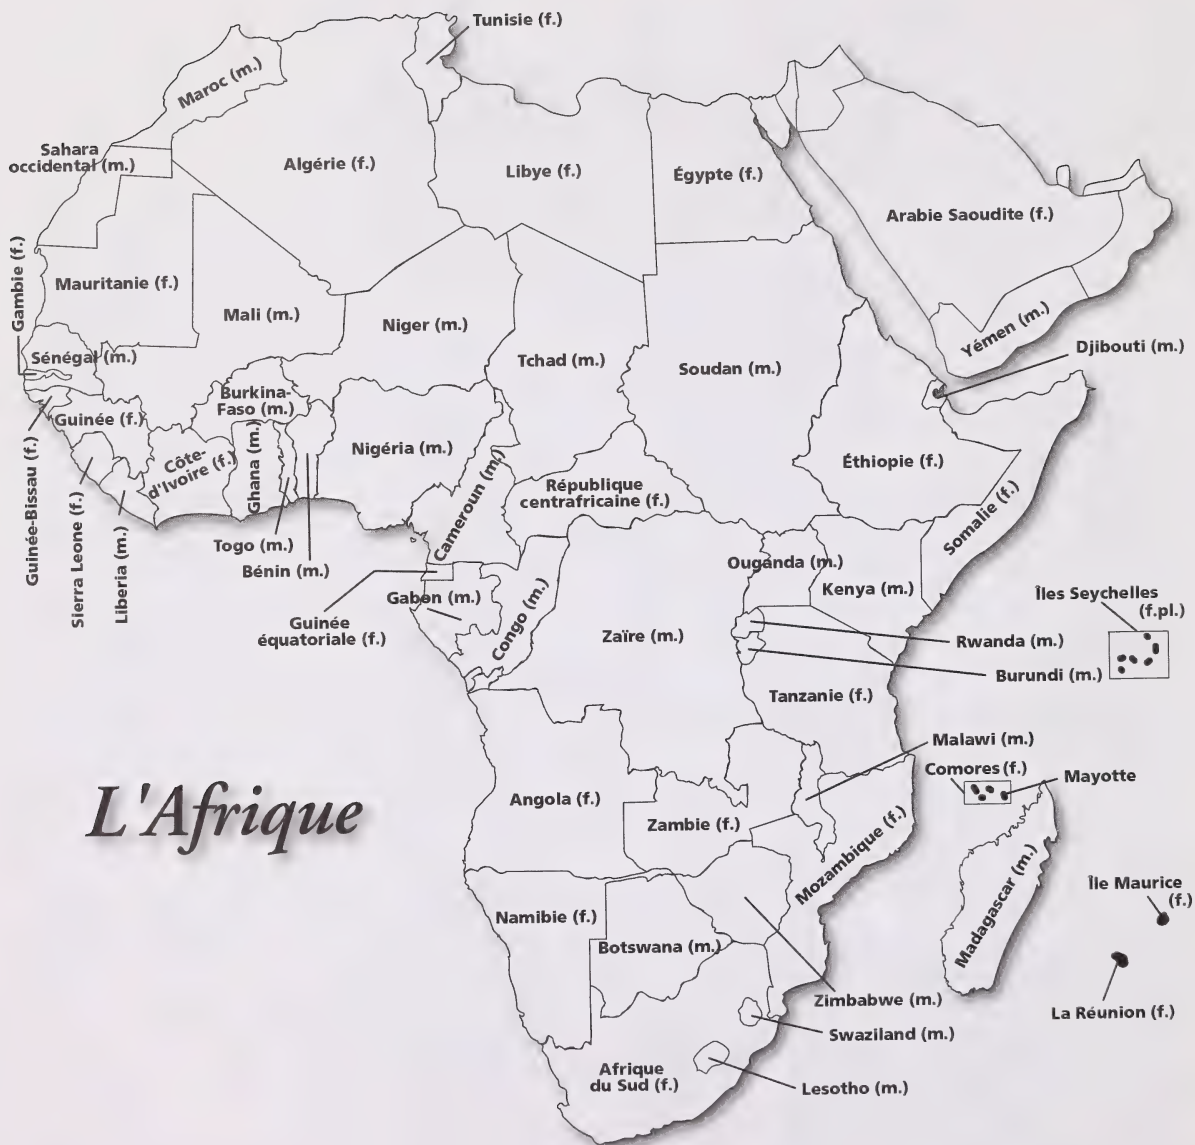 Tunisie (f.)
Maroc (m.)
Sahara
occidental (m.)
Algérie (f.)
Libye (f.)
Égypte (f.)
Arabie Saoudite (f.)
Gambie (f.)
Mauritanie (f.)
Mali (m.)
Niger (m.)
Tchad (m.)
Soudan (m.)
Yémen (m.)
Djibouti (m.)
Sénégal (m.)
Burkina-
Faso (m.)
Guinée (f.)
Côte-
d'Ivoire (f.)
Ghana (m.)
Nigéria (m.)
Cameroun (m.)
République
centrafricaine (f.)
Éthiopie (f.)
Somalie (f.)
Guinée-Bissau (f.)
Sierra Leone (f.)
Liberia (m.)
Togo (m.)
Bénin (m.)
Guinée
équatoriale (f.)
Gabon (m.)
Congo (m.)
Zaïre (m.)
Ouganda (m.)
Kenya (m.)
Îles Seychelles
(f.pl.)
Rwanda (m.)
Burundi (m.)
Tanzanie (f.)
Malawi (m.)
Comores (f.)
Mayotte
L'Afrique
Angola (f.)
Zambie (f.)
Mozambique (f.)
Madagascar (m.)
Île Maurice
(f.)
Namibie (f.)
Botswana (m.)
Zimbabwe (m.)
La Réunion (f.)
Swaziland (m.)
Afrique
du Sud (f.)
Lesotho (m.)